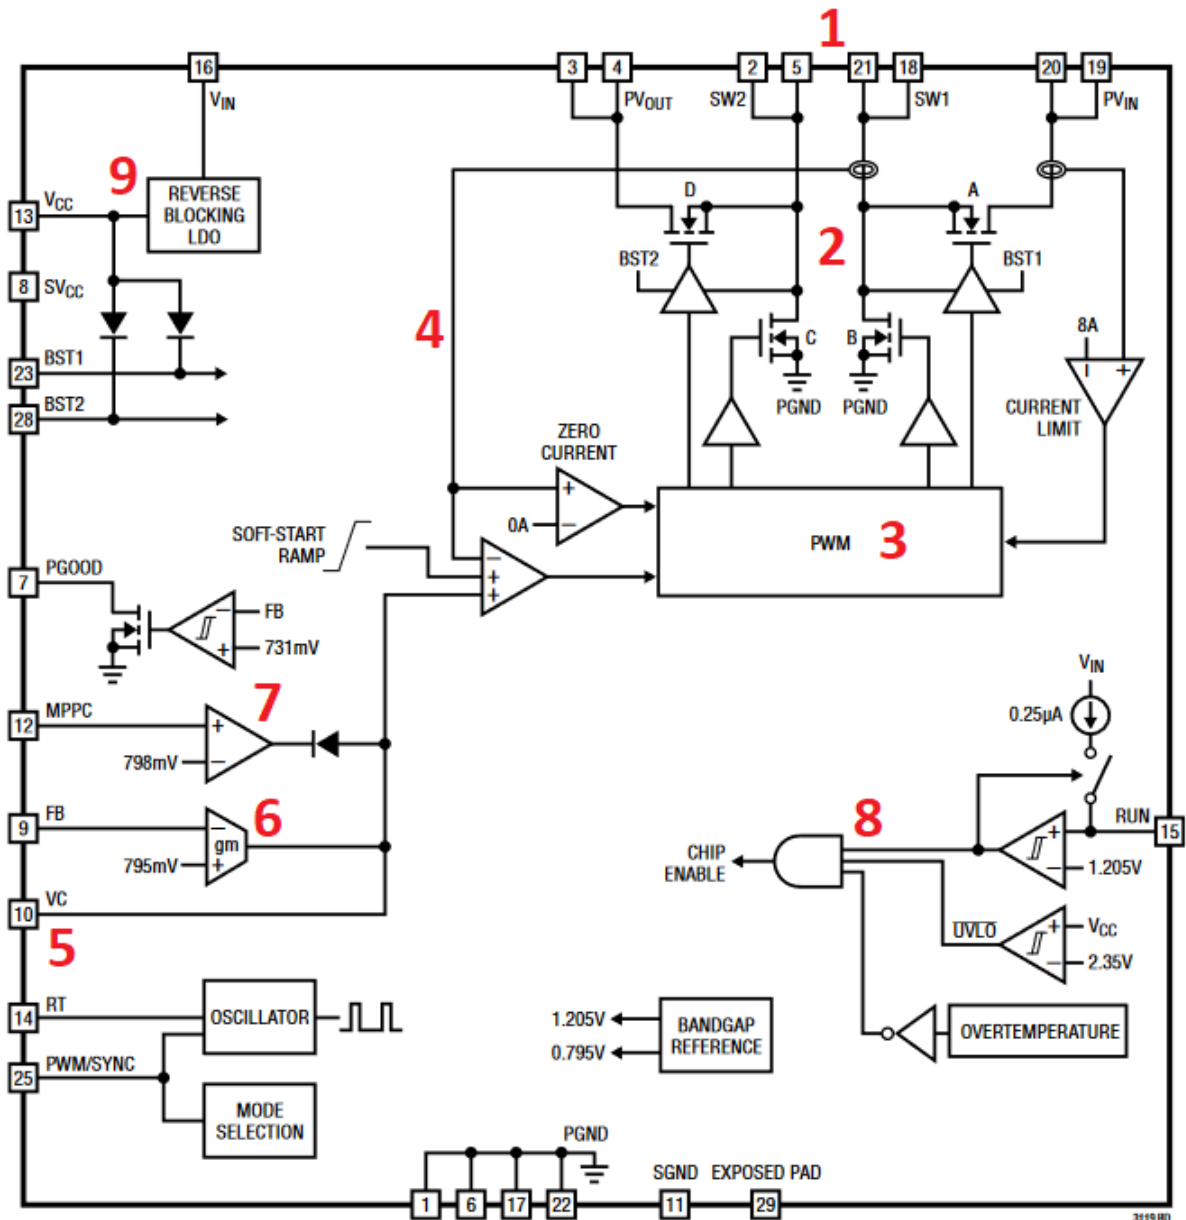 1
16
3
4
2
5
21
18
20
19
VIN
PVOUT
SW2
SW1
PVIN
9
REVERSE
BLOCKING
LDO
13
VCC
D
A
2
BST2
BST1
8
SVCC
4
8A
C
B
23
BST1
PGND
PGND
CURRENT
LIMIT
28
BST2
ZERO
CURRENT
+
0A
−
SOFT-START
RAMP
−
+
+
PWM
3
− +
7
PGOOD
− FB
+ 731mV
12
MPPC
7
+
798mV −
VIN
0.25µA
9
FB
6
−
gm
795mV +
8
RUN
15
CHIP
ENABLE
+
− 1.205V
10
VC
5
UVLO
+ VCC
− 2.35V
14
RT
OSCILLATOR
1.205V
0.795V
BANDGAP
REFERENCE
OVERTEMPERATURE
25
PWM/SYNC
MODE
SELECTION
PGND
SGND
EXPOSED PAD
1
6
17
22
11
29
3119 BD